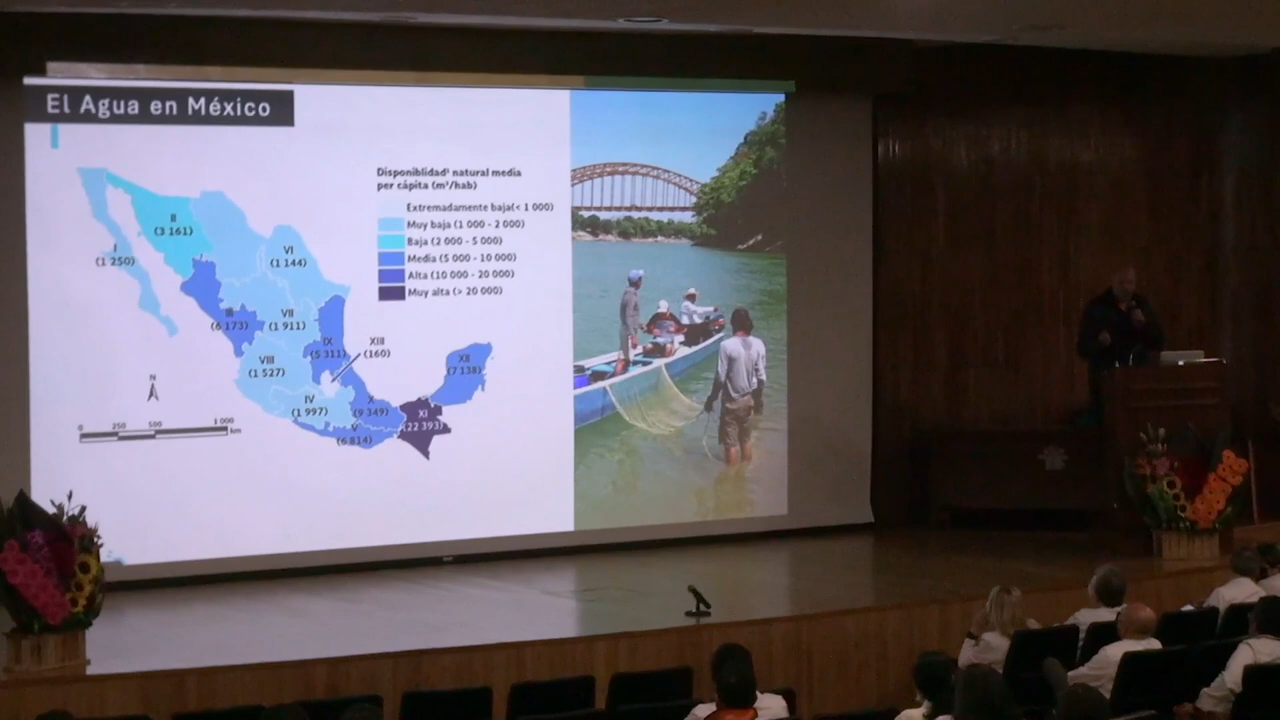 El Agua en México
Disponiblidad¹ natural media
per cápita (m³/hab)
Extremadamente baja(< 1 000)
Muy baja (1 000 - 2 000)
Baja (2 000 - 5 000)
Media (5 000 - 10 000)
Alta (10 000 - 20 000)
Muy alta (> 20 000)
II
(3 161)
I
(1 250)
VI
(1 144)
III
(6 173)
VII
(1 911)
IX
(5 311)
XIII
(160)
VIII
(1 527)
XII
(7 138)
IV
(1 997)
X
(9 349)
XI
(22 393)
V
(6 814)
N
0 250 500 1 000
km